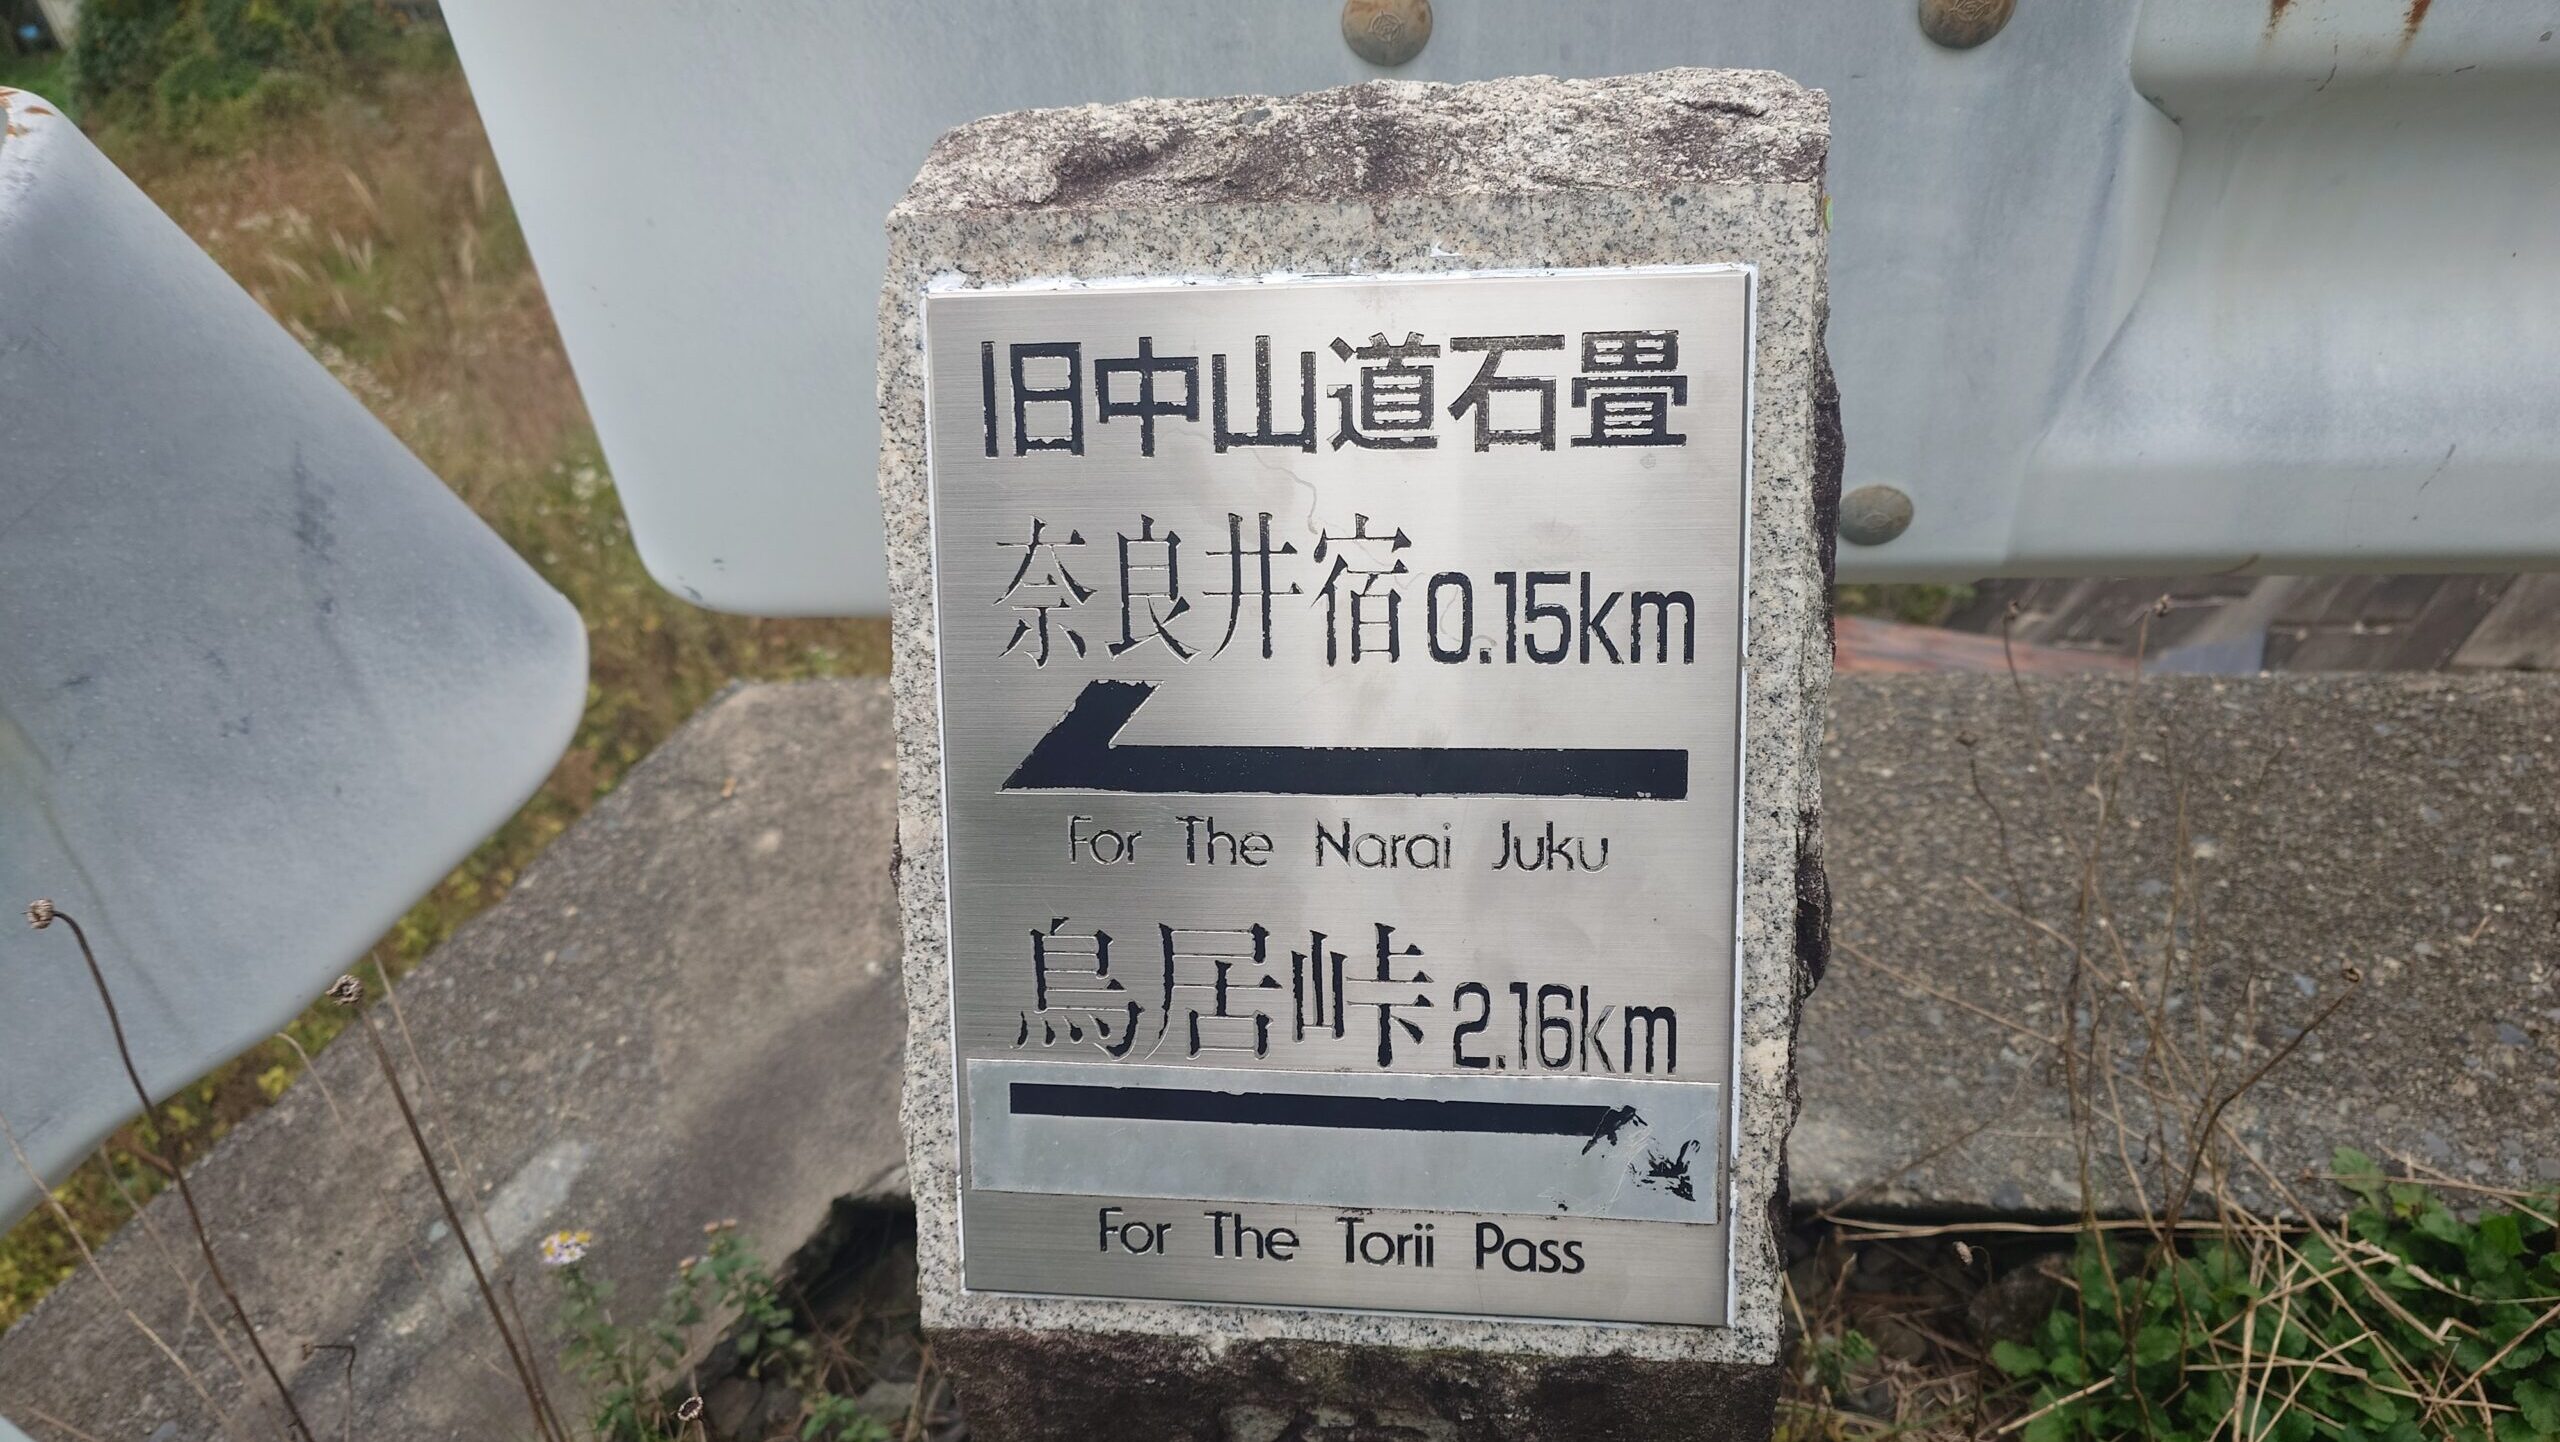 旧中山道石畳
奈良井宿0.15km
For The Narai Juku
鳥居峠2.16km
For The Torii Pass